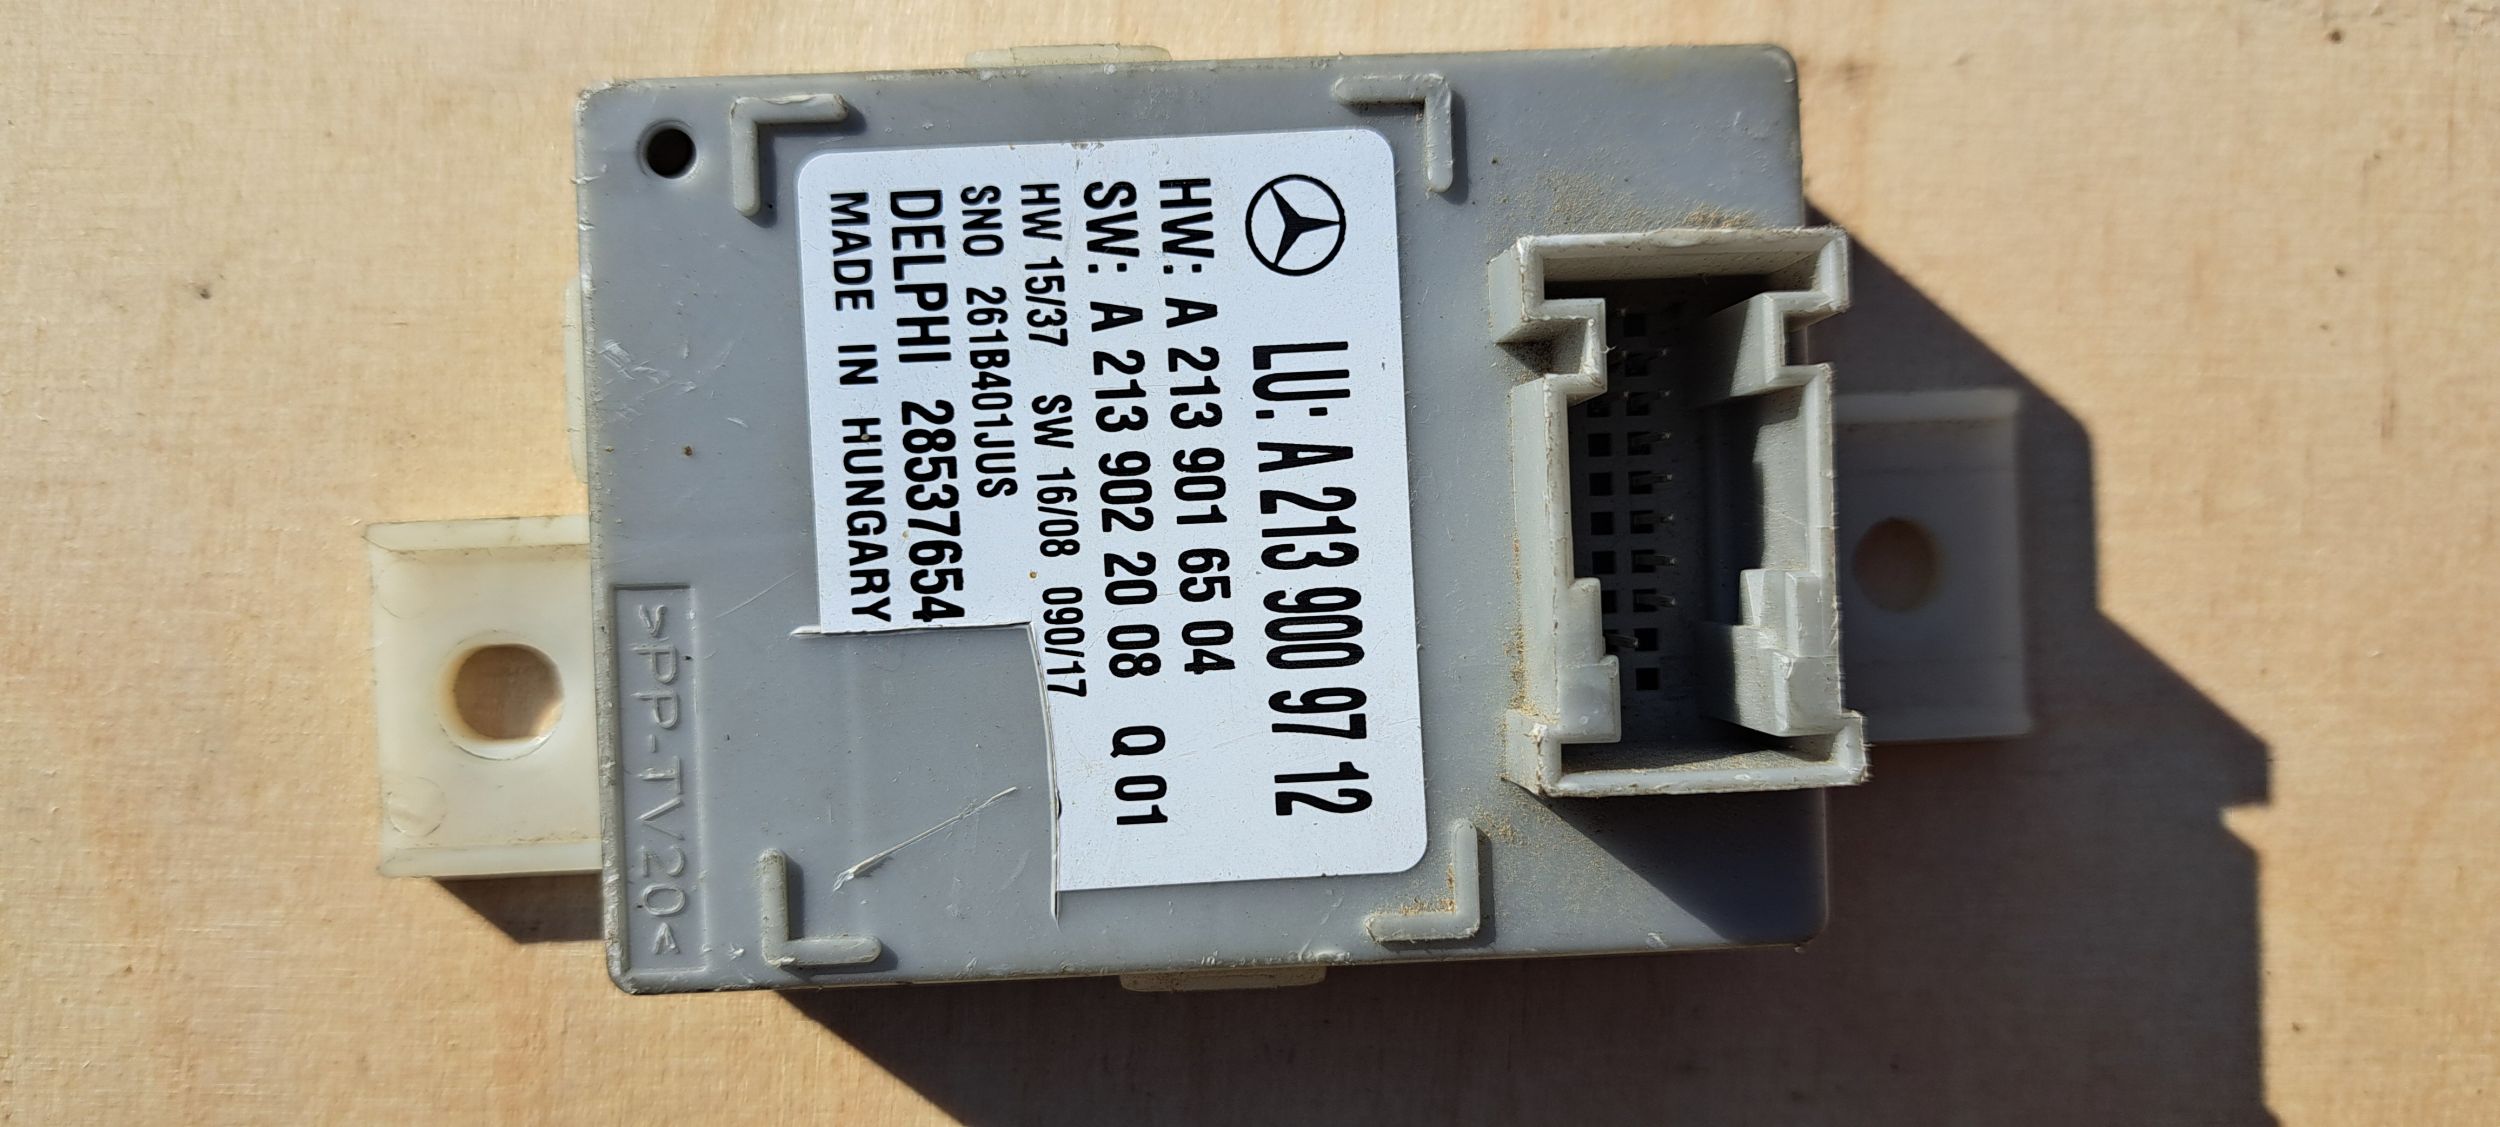 LU: A 213 900 97 12
HW: A 213 901 65 04
SW: A 213 902 20 08 Q 01
HW 15/37 SW 16/08 090/17
SNO 261B401JUS
DELPHI 28537654
MADE IN HUNGARY
>PP-TV20<